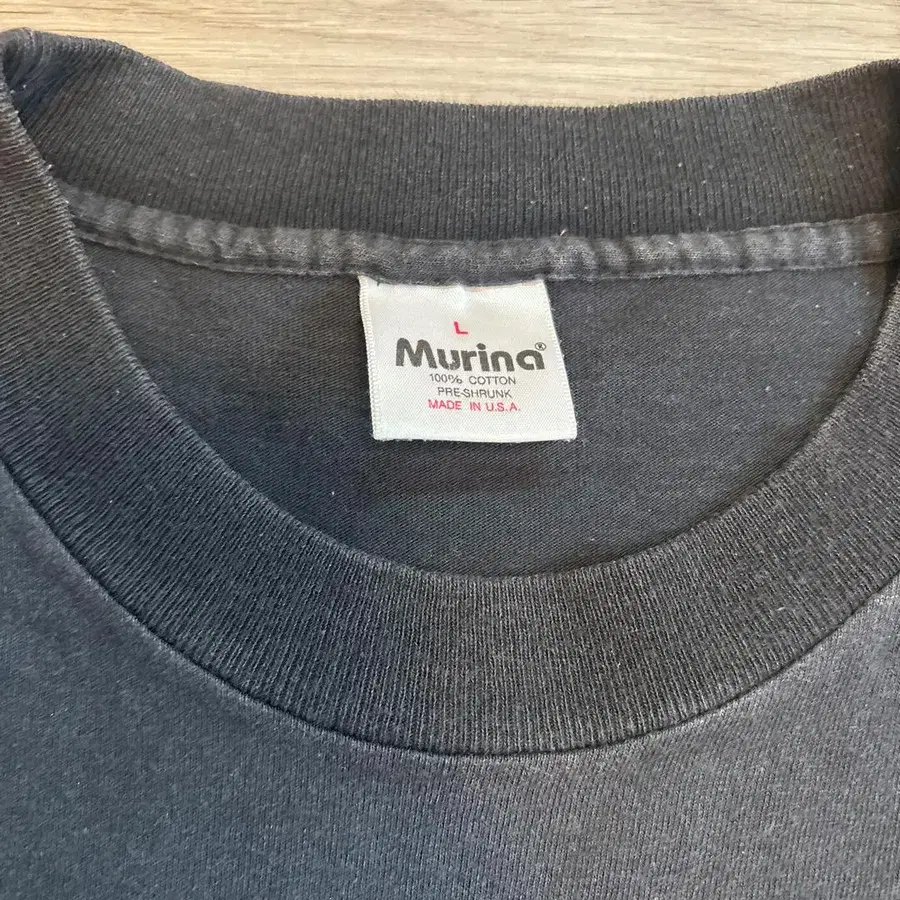 L
Murina®
100% COTTON
PRE-SHRUNK
MADE IN U.S.A.